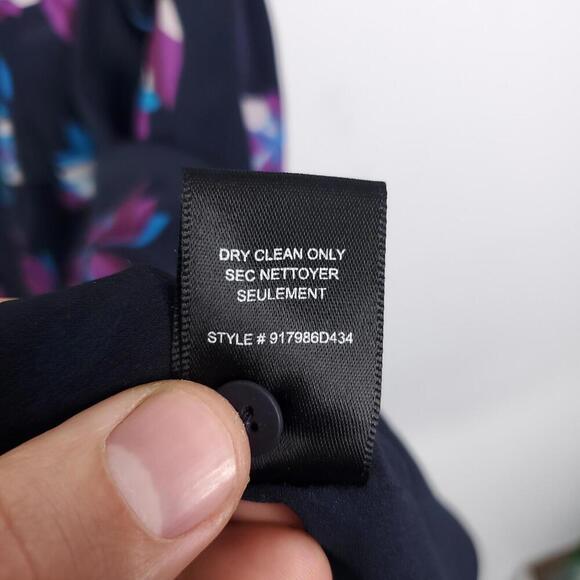 DRY CLEAN ONLY
SEC NETTOYER
SEULEMENT
STYLE # 917986D434